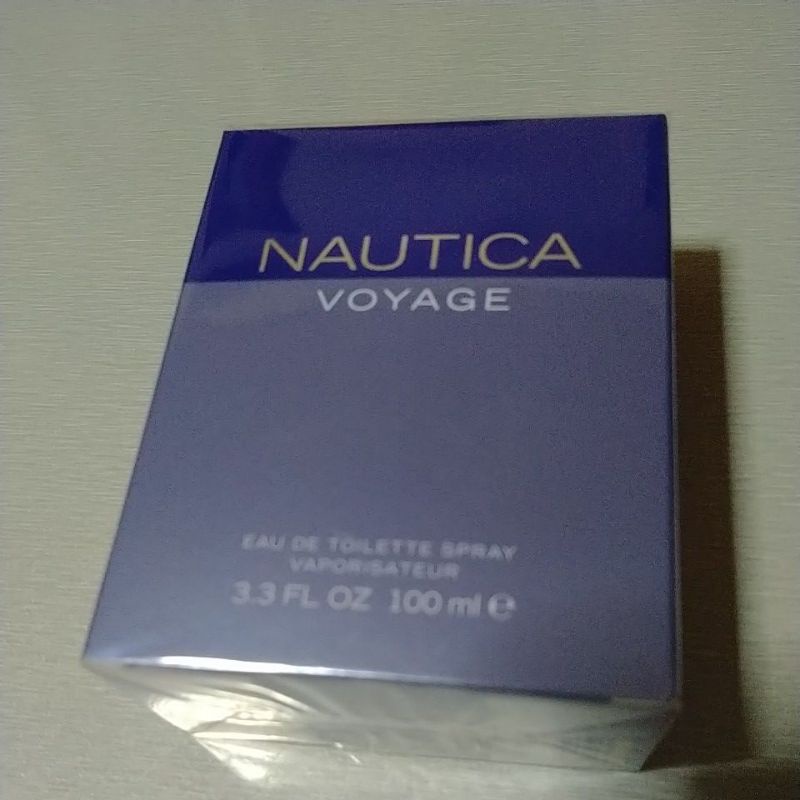 NAUTICA
VOYAGE
EAU DE TOILETTE SPRAY
VAPORISATEUR
3.3 FL OZ 100 ml ℮